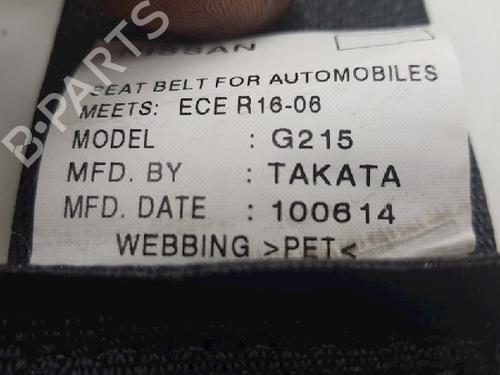 NISSAN
SEAT BELT FOR AUTOMOBILES
MEETS: ECE R16-06
MODEL : G215
MFD. BY : TAKATA
MFD. DATE : 100614
WEBBING >PET<
B-PARTS